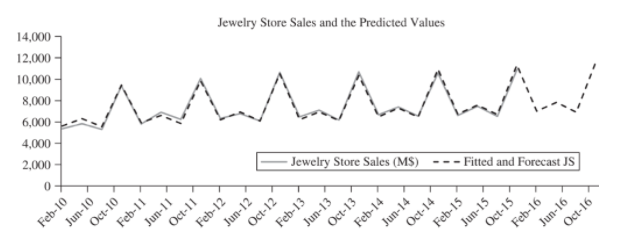 Jewelry Store Sales and the Predicted Values
14,000
12,000
10,000
8,000
6,000
4,000
2,000
0
Jewelry Store Sales (M$) Fitted and Forecast JS
Feb-10 Jun-10 Oct-10 Feb-11 Jun-11 Oct-11 Feb-12 Jun-12 Oct-12 Feb-13 Jun-13 Oct-13 Feb-14 Jun-14 Oct-14 Feb-15 Jun-15 Oct-15 Feb-16 Jun-16 Oct-16